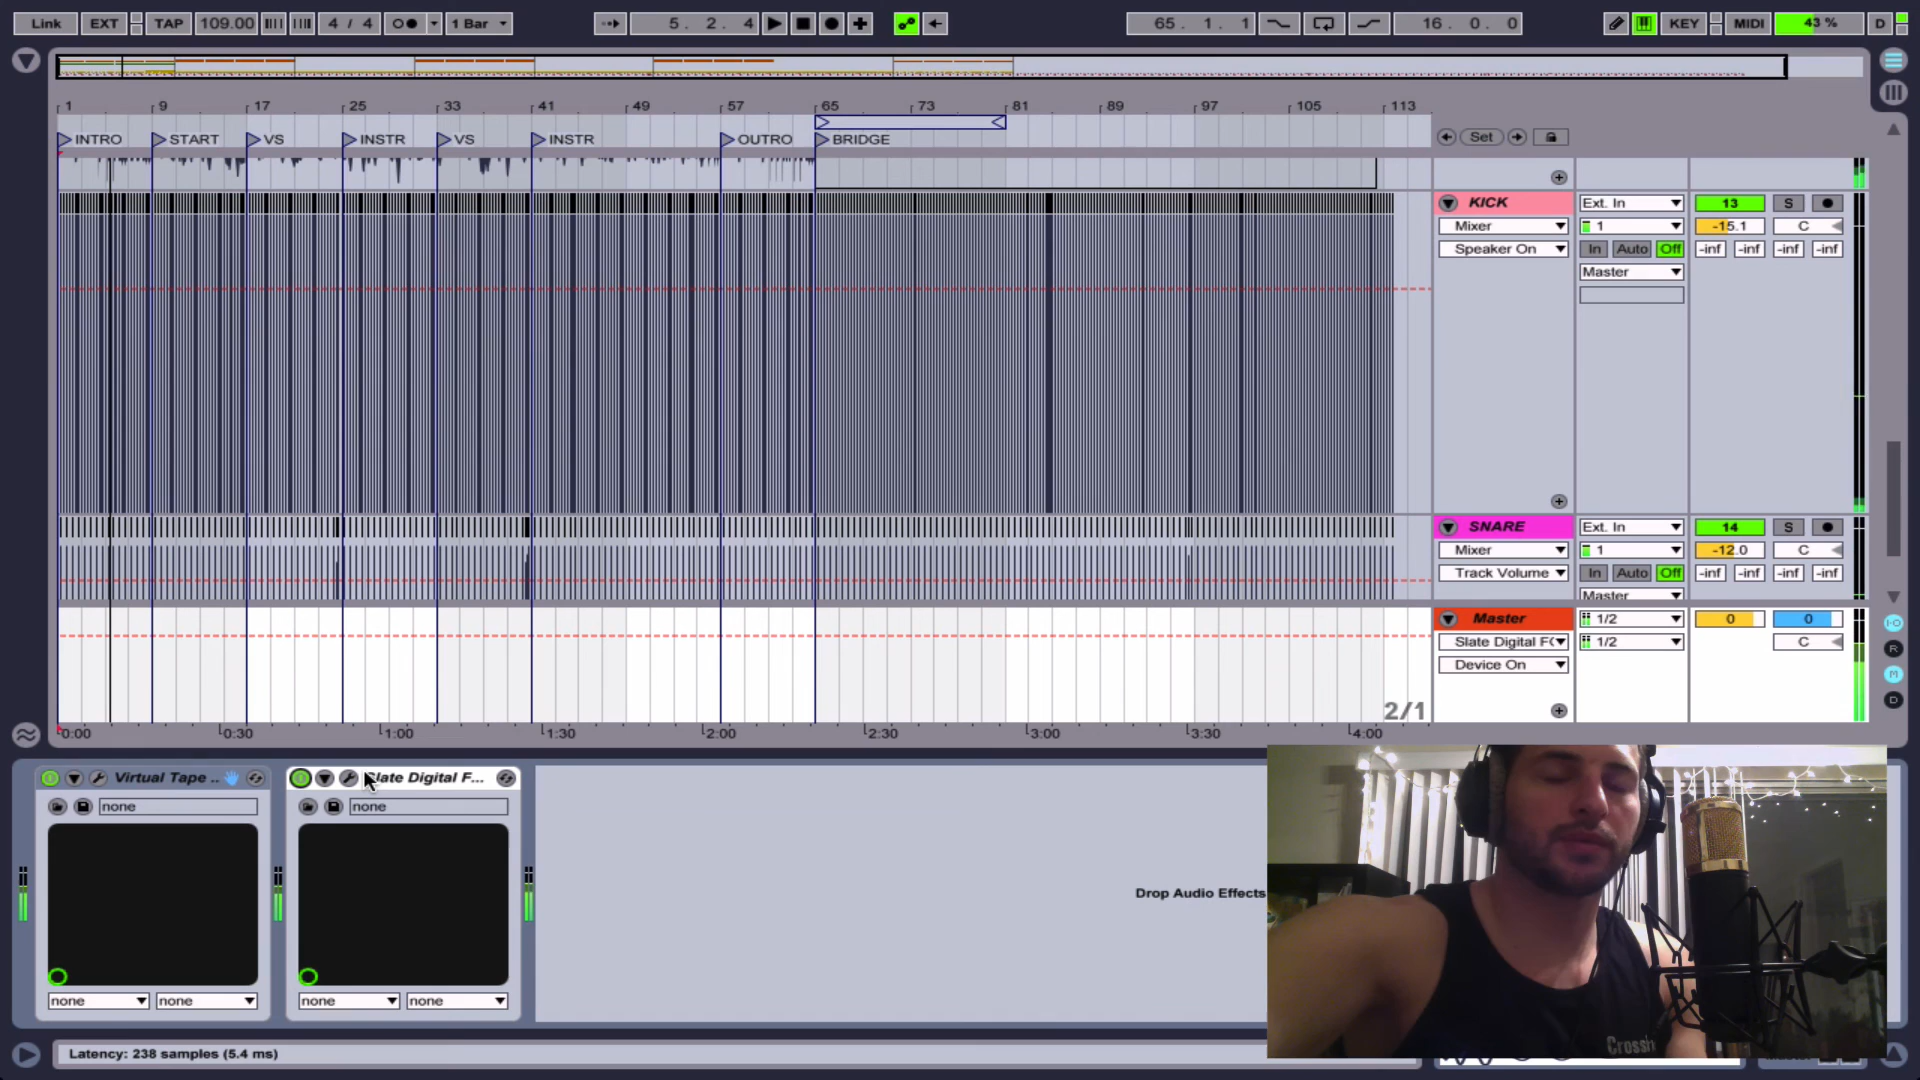 Link EXT TAP 109.00 4 / 4 1 Bar 5. 2. 4 65. 1. 1 16. 0. 0 KEY MIDI 43 % D
1 9 17 25 33 41 49 57 65 73 81 89 97 105 113
INTRO START VS INSTR VS INSTR OUTRO BRIDGE Set
KICK Ext. In 13 S
Mixer 1 -15.1 C
Speaker On In Auto Off -inf -inf -inf -inf
Master
SNARE Ext. In 14 S
Mixer 1 -12.0 C
Track Volume In Auto Off -inf -inf -inf -inf
Master
Master 1/2 0 0
Slate Digital F( 1/2 C
Device On
I·O
R
M
D
2/1
0:00 0:30 1:00 1:30 2:00 2:30 3:00 3:30 4:00
Virtual Tape .. Slate Digital F...
none none
Drop Audio Effects
none none none none
Latency: 238 samples (5.4 ms)